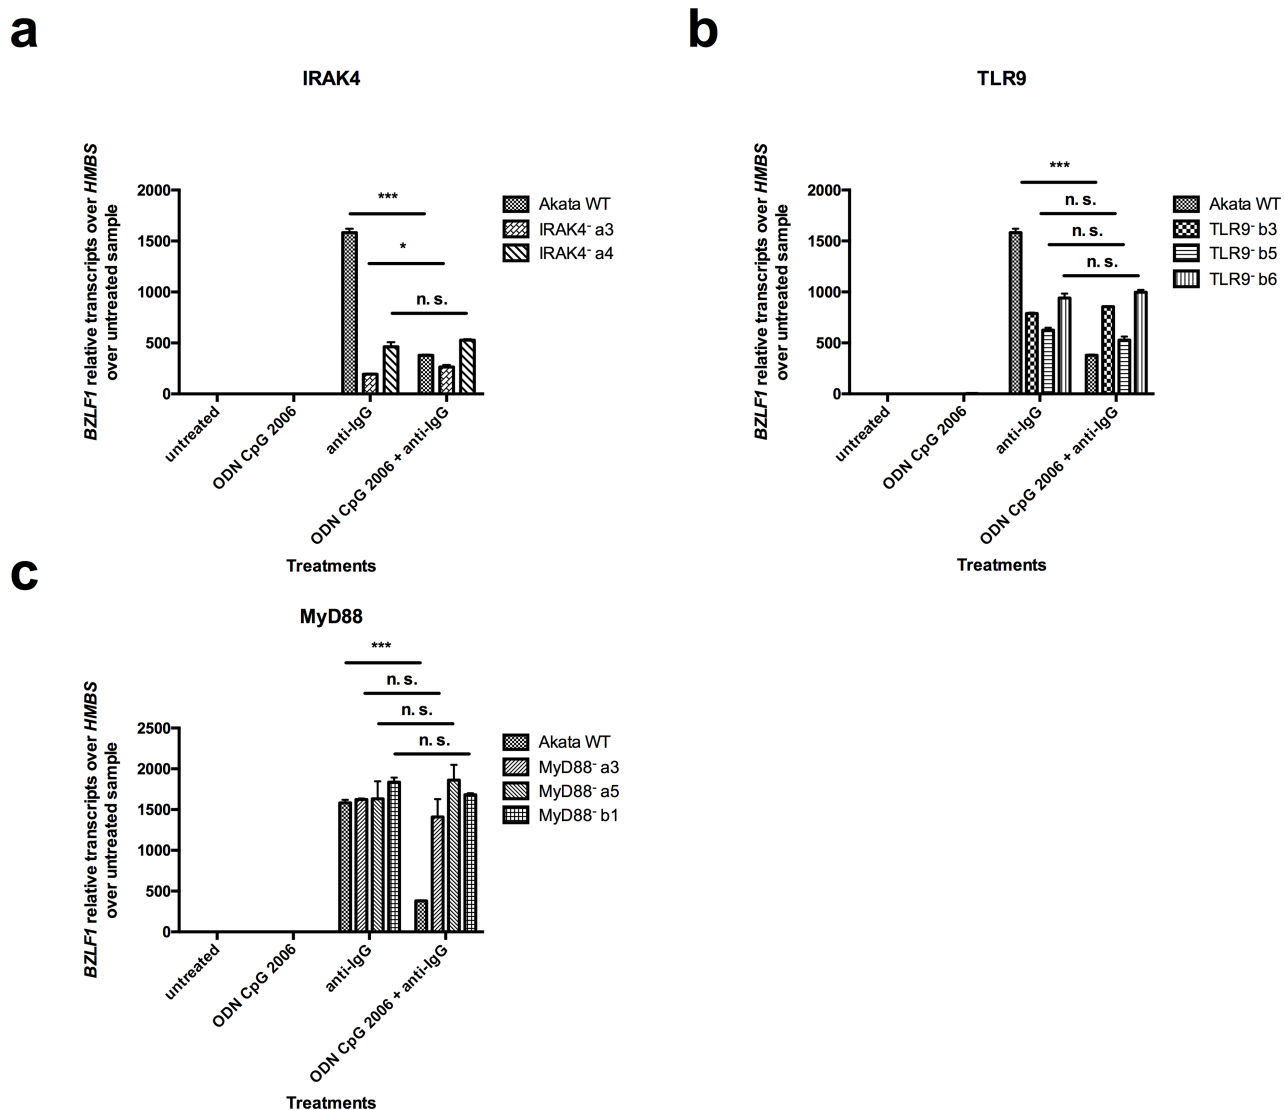 a
IRAK4
BZLF1 relative transcripts over HMBS
over untreated sample
2000
1500
1000
500
0
***
*
n. s.
Akata WT
IRAK4- a3
IRAK4- a4
untreated
ODN CpG 2006
anti-IgG
ODN CpG 2006 + anti-IgG
Treatments
b
TLR9
BZLF1 relative transcripts over HMBS
over untreated sample
2000
1500
1000
500
0
***
n. s.
n. s.
n. s.
Akata WT
TLR9- b3
TLR9- b5
TLR9- b6
untreated
ODN CpG 2006
anti-IgG
ODN CpG 2006 + anti-IgG
Treatments
c
MyD88
BZLF1 relative transcripts over HMBS
over untreated sample
2500
2000
1500
1000
500
0
***
n. s.
n. s.
n. s.
Akata WT
MyD88- a3
MyD88- a5
MyD88- b1
untreated
ODN CpG 2006
anti-IgG
ODN CpG 2006 + anti-IgG
Treatments